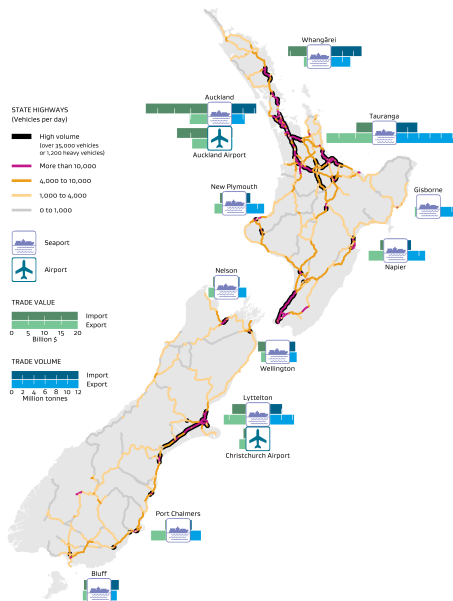 Whangārei
Auckland
Tauranga
Auckland Airport
New Plymouth
Gisborne
Napier
Nelson
Wellington
Lyttelton
Christchurch Airport
Port Chalmers
Bluff
STATE HIGHWAYS
(Vehicles per day)
High volume
(over 35,000 vehicles
or 1,200 heavy vehicles)
More than 10,000
4,000 to 10,000
1,000 to 4,000
0 to 1,000
Seaport
Airport
TRADE VALUE
Import
Export
0 5 10 15 20
Billion $
TRADE VOLUME
Import
Export
0 2 4 6 8 10 12
Million tonnes